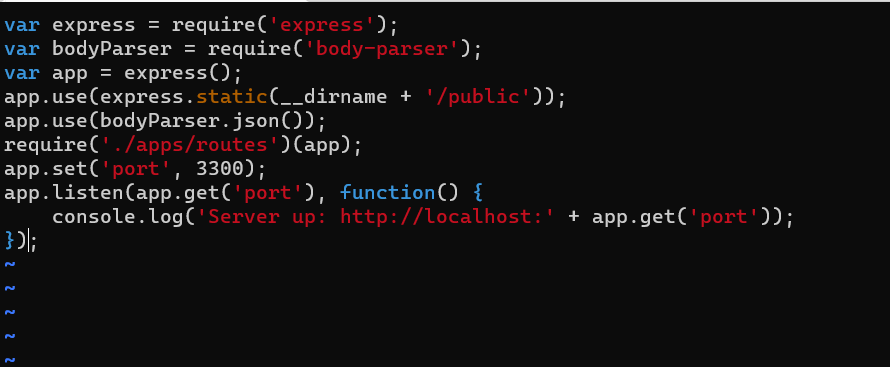 var express = require('express');
var bodyParser = require('body-parser');
var app = express();
app.use(express.static(__dirname + '/public'));
app.use(bodyParser.json());
require('./apps/routes')(app);
app.set('port', 3300);
app.listen(app.get('port'), function() {
    console.log('Server up: http://localhost:' + app.get('port'));
});
~
~
~
~
~